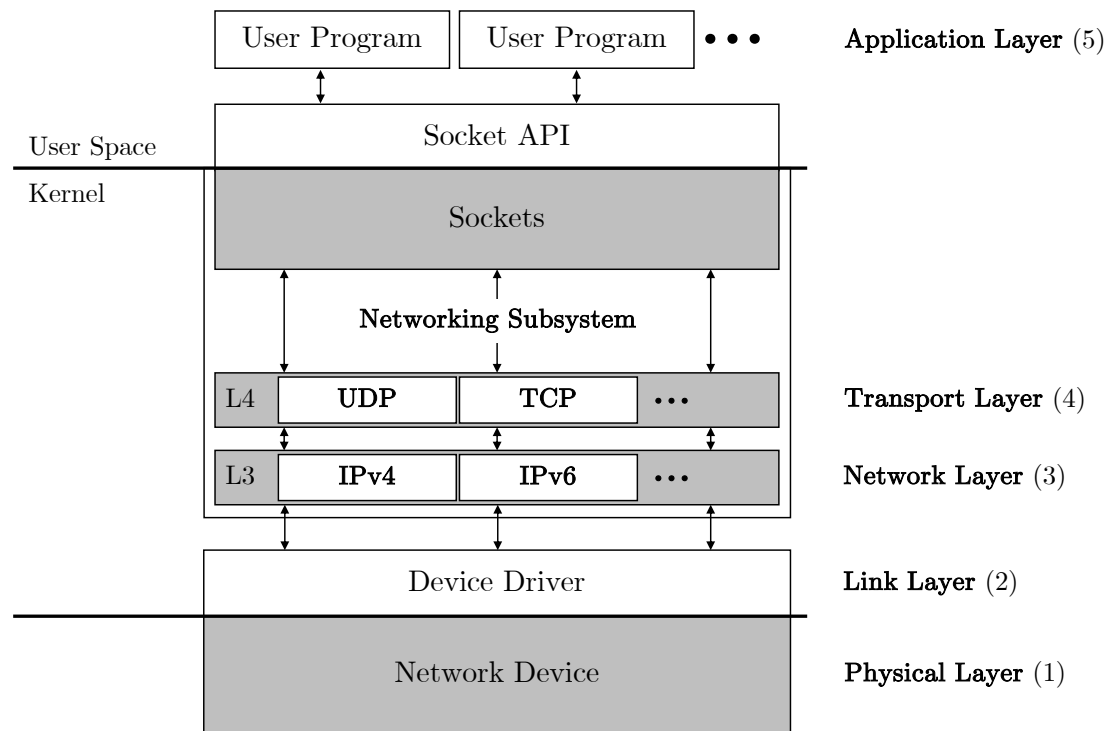 User Program User Program ••• Application Layer (5)
Socket API
User Space
Kernel
Sockets
Networking Subsystem
L4 UDP TCP ••• Transport Layer (4)
L3 IPv4 IPv6 ••• Network Layer (3)
Device Driver Link Layer (2)
Network Device Physical Layer (1)